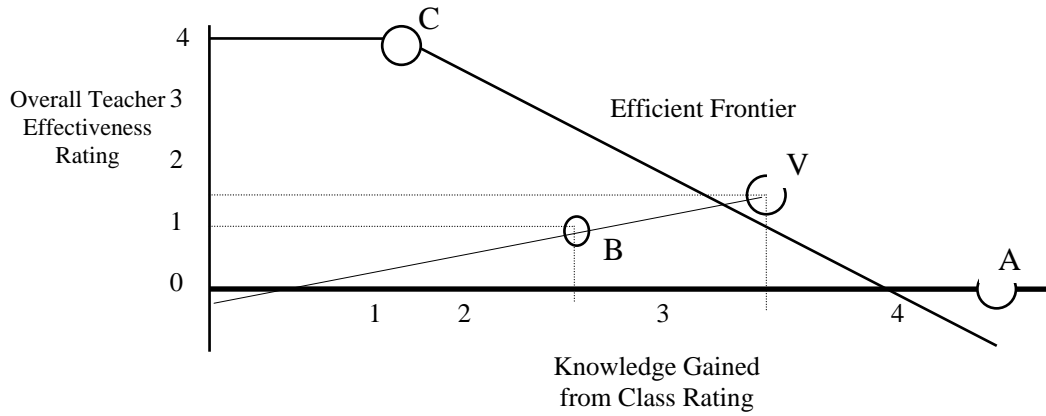 C
4
Overall Teacher
Effectiveness
Rating
3
Efficient Frontier
2
V
1
B
A
0
1
2
3
4
Knowledge Gained
from Class Rating